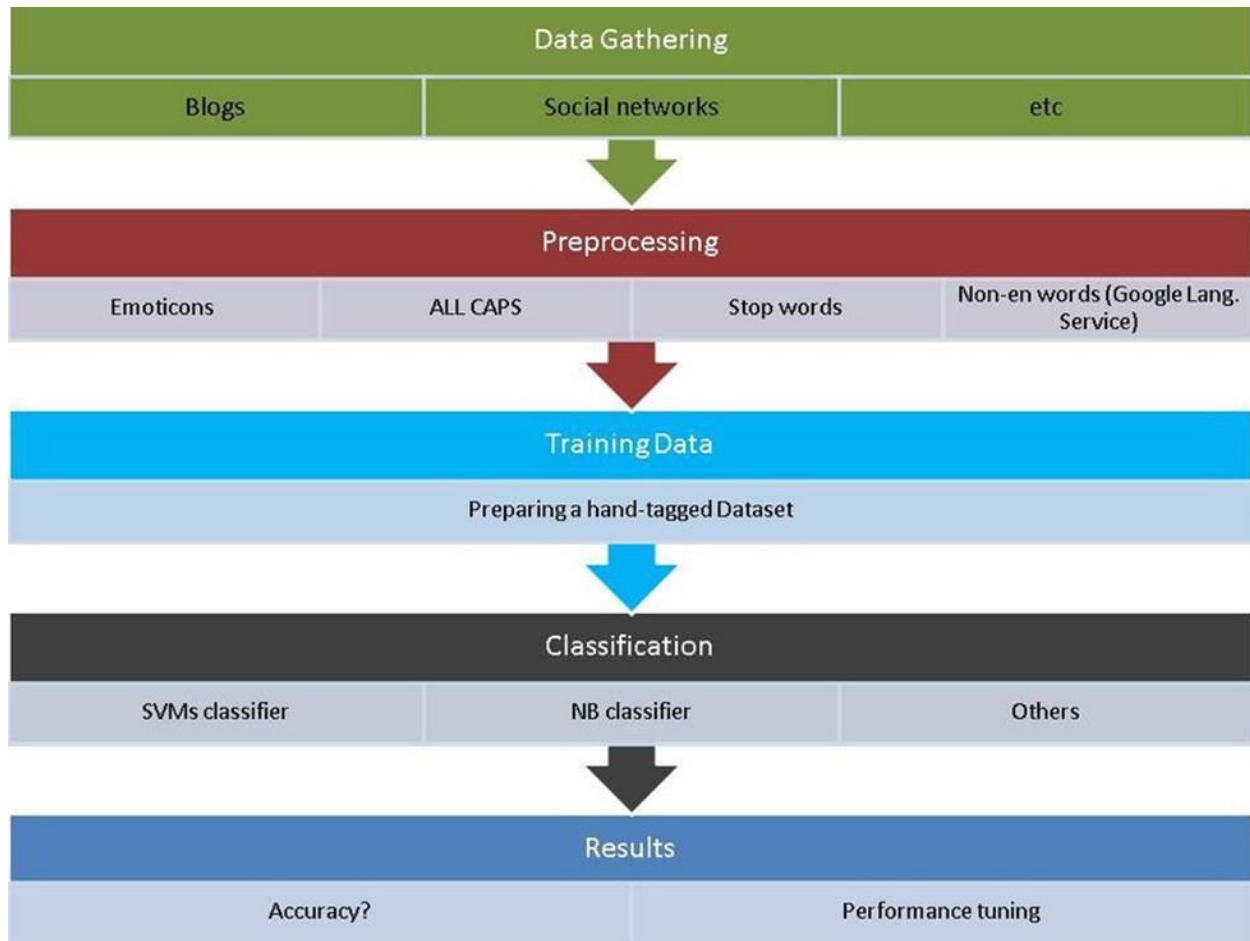 Data Gathering
Blogs
Social networks
etc
Preprocessing
Emoticons
ALL CAPS
Stop words
Non-en words (Google Lang.
Service)
Training Data
Preparing a hand-tagged Dataset
Classification
SVMs classifier
NB classifier
Others
Results
Accuracy?
Performance tuning